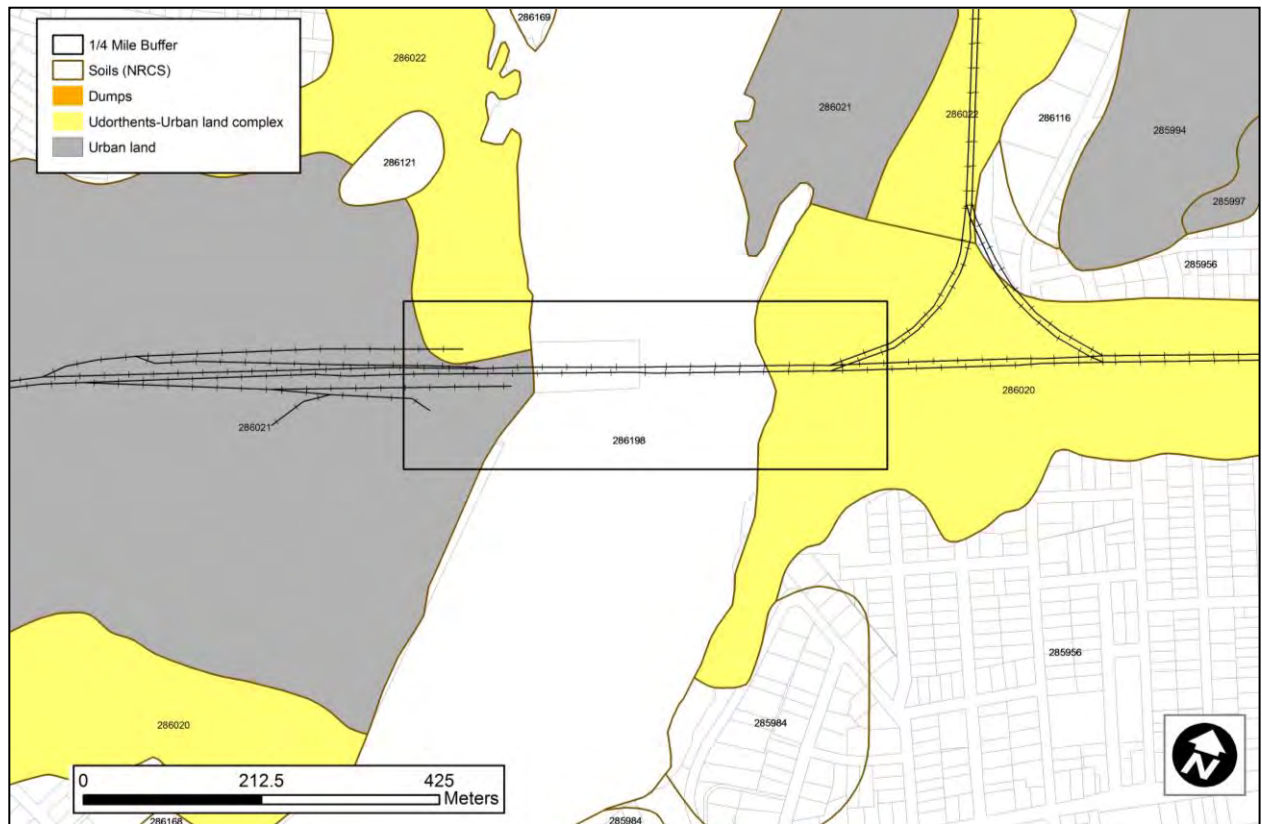 1/4 Mile Buffer
Soils (NRCS)
Dumps
Udorthents-Urban land complex
Urban land
286169
286022
286121
286021
286022
286116
285994
285997
285956
286021
286198
286020
286020
285956
285984
0 212.5 425
Meters
286168
285984
N